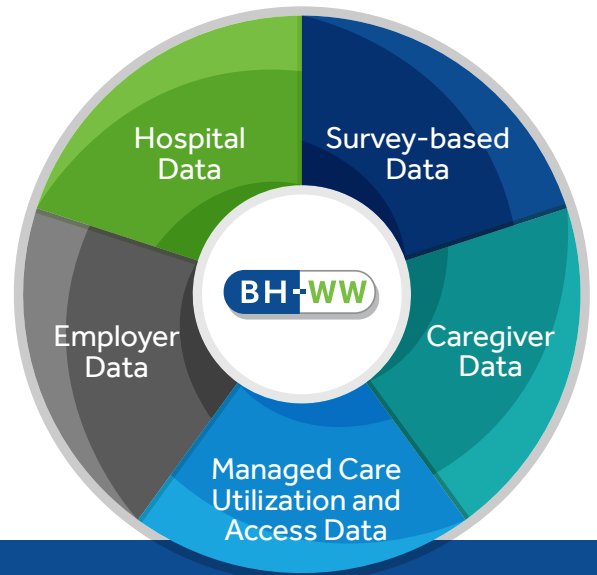 Hospital
Data
Survey-based
Data
BH-WW
Employer
Data
Caregiver
Data
Managed Care
Utilization and
Access Data